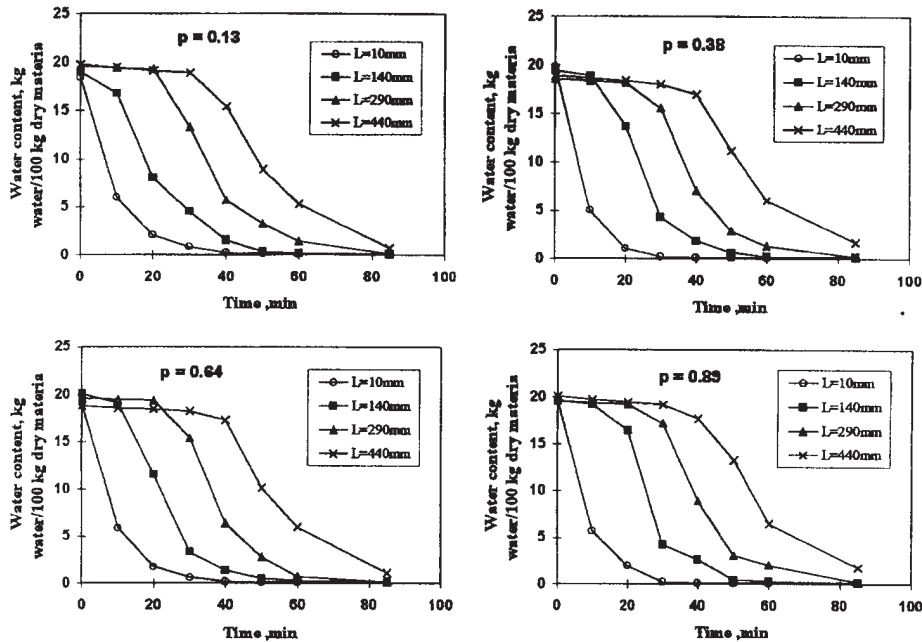 p = 0.13
Water content, kg
water/100 kg dry materia
25
20
15
10
5
0
0 20 40 60 80 100
Time ,min
L=10mm
L=140mm
L=290mm
L=440mm
p = 0.38
Water content, kg
water/100 kg dry materia
25
20
15
10
5
0
0 20 40 60 80 100
Time ,min
L=10mm
L=140mm
L=290mm
L=440mm
p = 0.64
Water content, kg
water/100 kg dry materia
25
20
15
10
5
0
0 20 40 60 80 100
Time ,min
L=10mm
L=140mm
L=290mm
L=440mm
p = 0.89
Water content, kg
water/100 kg dry materia
25
20
15
10
5
0
0 20 40 60 80 100
Time ,min
L=10mm
L=140mm
L=290mm
L=440mm